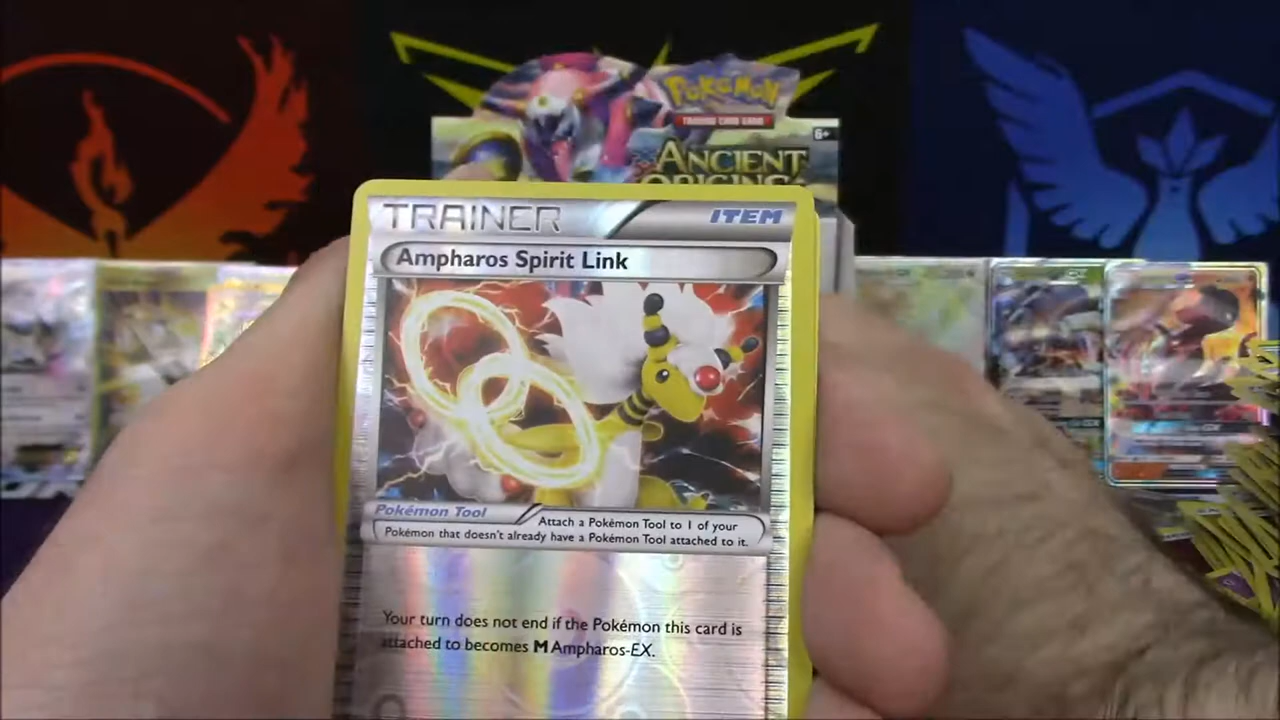 POKÉMON
TRADING CARD GAME
6+
ANCIENT
ORIGINS
TRAINER
ITEM
Ampharos Spirit Link
Pokémon Tool
Attach a Pokémon Tool to 1 of your
Pokémon that doesn't already have a Pokémon Tool attached to it.
Your turn does not end if the Pokémon this card is
attached to becomes M Ampharos-EX.